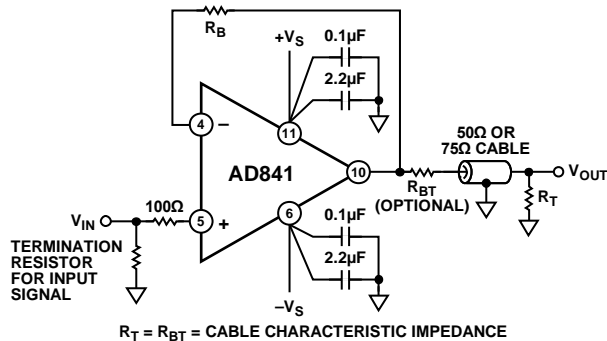 R_B
+V_S
0.1µF
2.2µF
4
−
11
50Ω OR
75Ω CABLE
AD841
10
V_OUT
R_BT
(OPTIONAL)
R_T
V_IN
100Ω
5
+
6
0.1µF
2.2µF
TERMINATION
RESISTOR
FOR INPUT
SIGNAL
−V_S
R_T = R_BT = CABLE CHARACTERISTIC IMPEDANCE